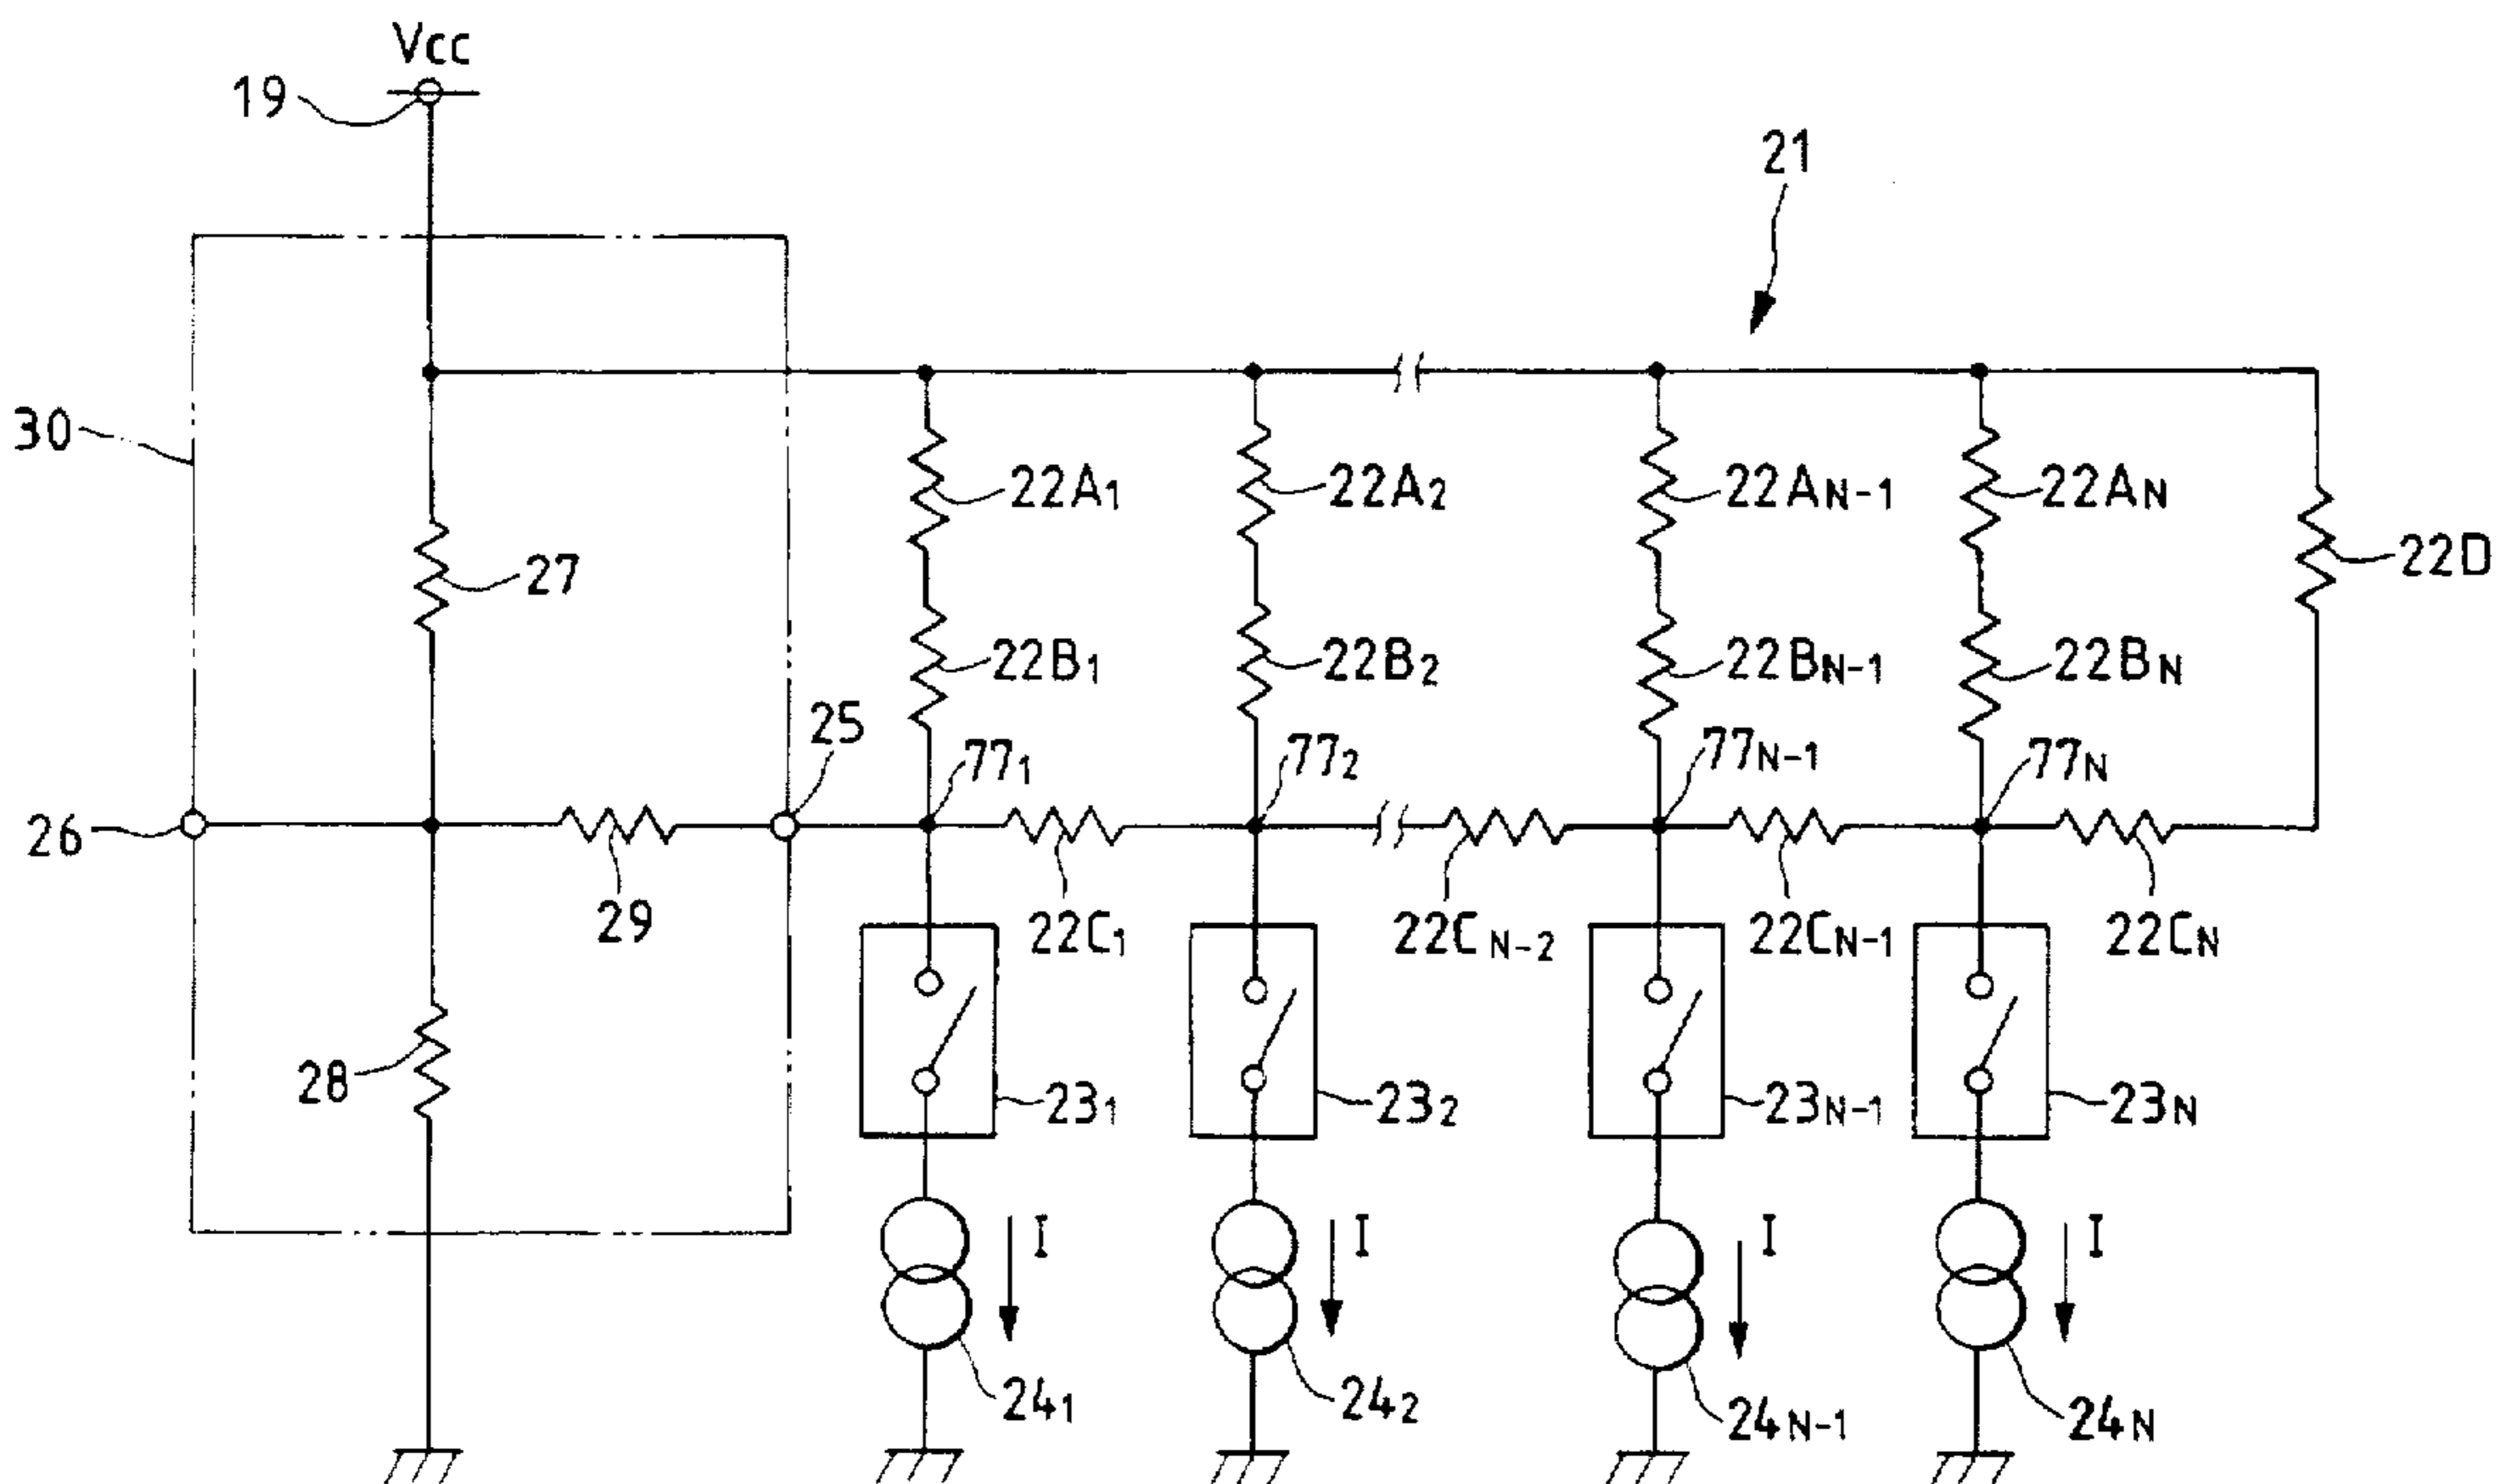 Vcc
19
21
30
22A1
22A2
22AN-1
22AN
27
22D
22B1
22B2
22BN-1
22BN
25
771
772
77N-1
77N
26
29
22C1
22CN-2
22CN-1
22CN
28
231
232
23N-1
23N
I
I
I
I
241
242
24N-1
24N